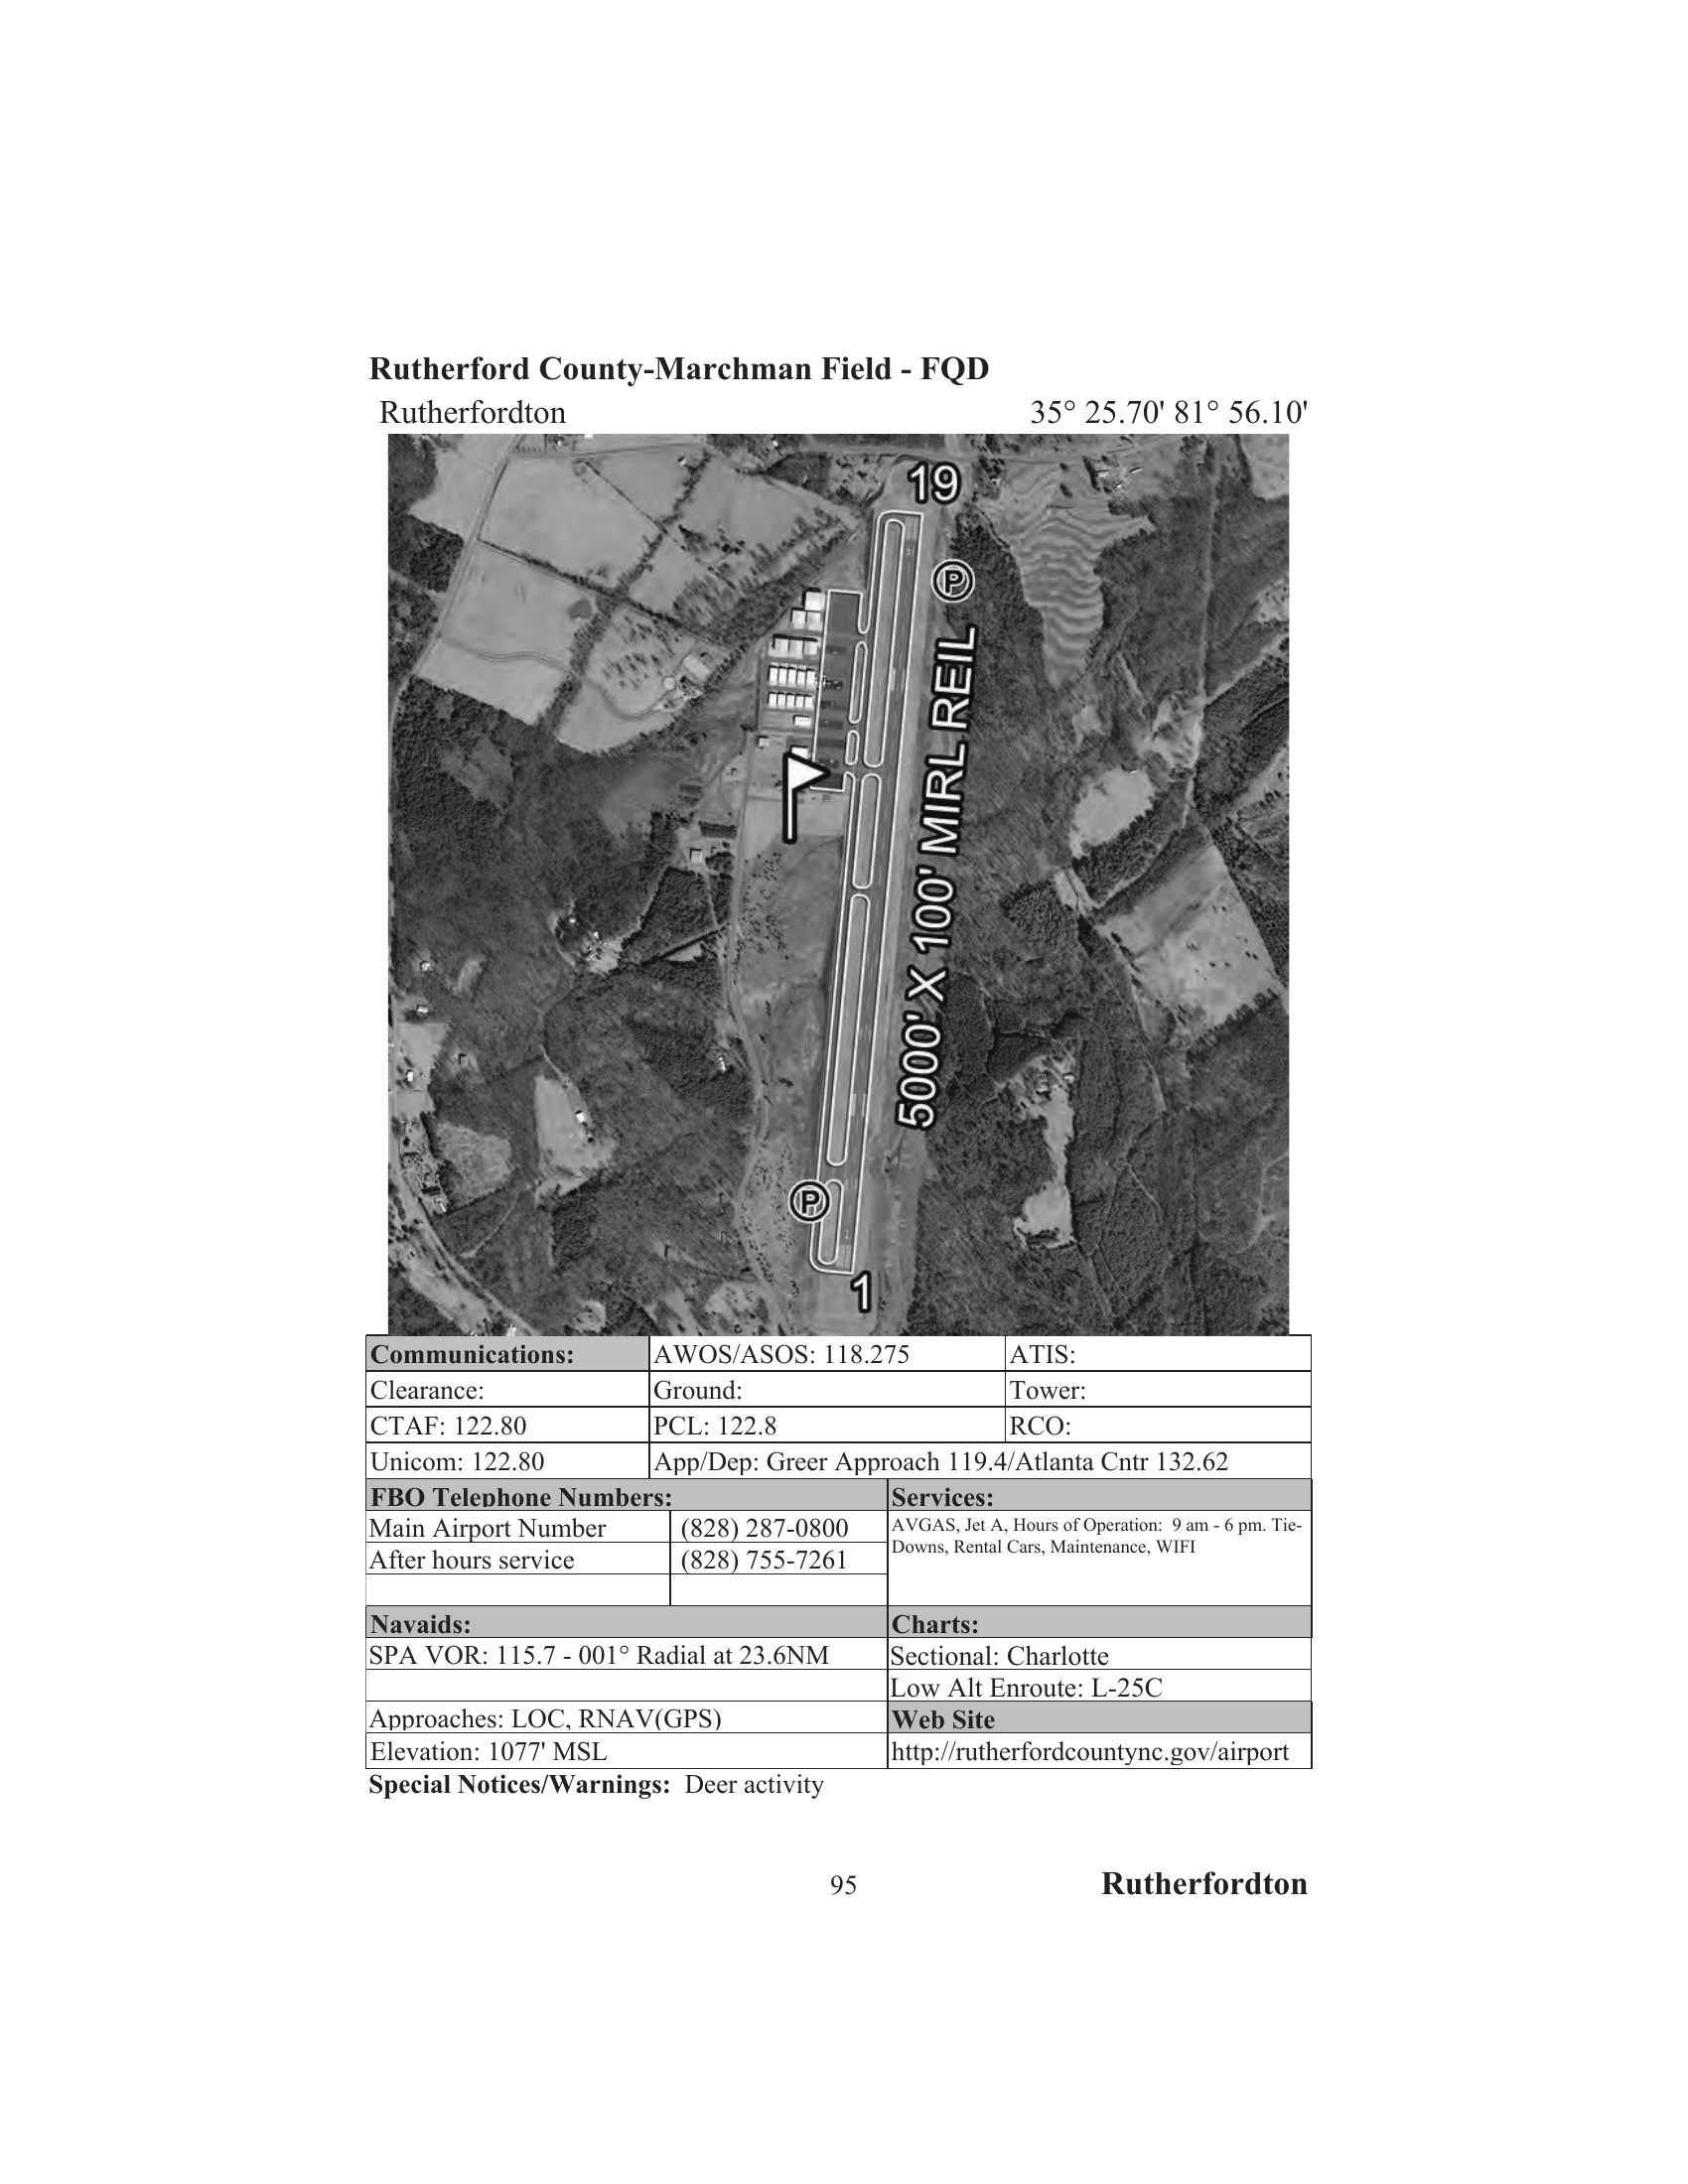 Rutherford County-Marchman Field - FQD
Rutherfordton 35° 25.70' 81° 56.10'
19
P
5000' X 100' MIRL REIL
P
1
Communications: AWOS/ASOS: 118.275 ATIS:
Clearance: Ground: Tower:
CTAF: 122.80 PCL: 122.8 RCO:
Unicom: 122.80 App/Dep: Greer Approach 119.4/Atlanta Cntr 132.62
FBO Telephone Numbers: Services:
Main Airport Number (828) 287-0800 AVGAS, Jet A, Hours of Operation: 9 am - 6 pm. Tie-
Downs, Rental Cars, Maintenance, WIFI
After hours service (828) 755-7261
Navaids: Charts:
SPA VOR: 115.7 - 001° Radial at 23.6NM Sectional: Charlotte
Low Alt Enroute: L-25C
Approaches: LOC, RNAV(GPS) Web Site
Elevation: 1077' MSL http://rutherfordcountync.gov/airport
Special Notices/Warnings: Deer activity
95 Rutherfordton